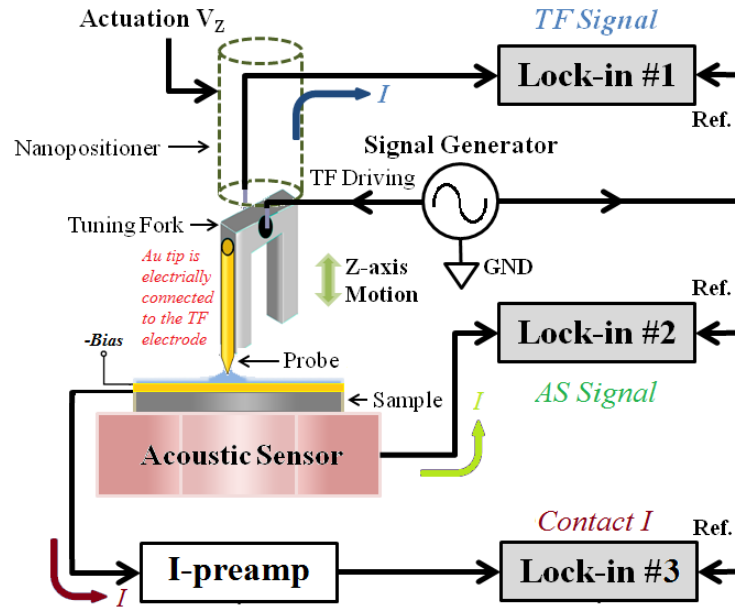 Actuation V_Z
TF Signal
Lock-in #1
I
Ref.
Nanopositioner
Signal Generator
TF Driving
Tuning Fork
Au tip is
electrially
connected
to the TF
electrode
Z-axis
Motion
GND
Ref.
Lock-in #2
-Bias
Probe
Sample
I
AS Signal
Acoustic Sensor
Contact I
Ref.
I
I-preamp
Lock-in #3